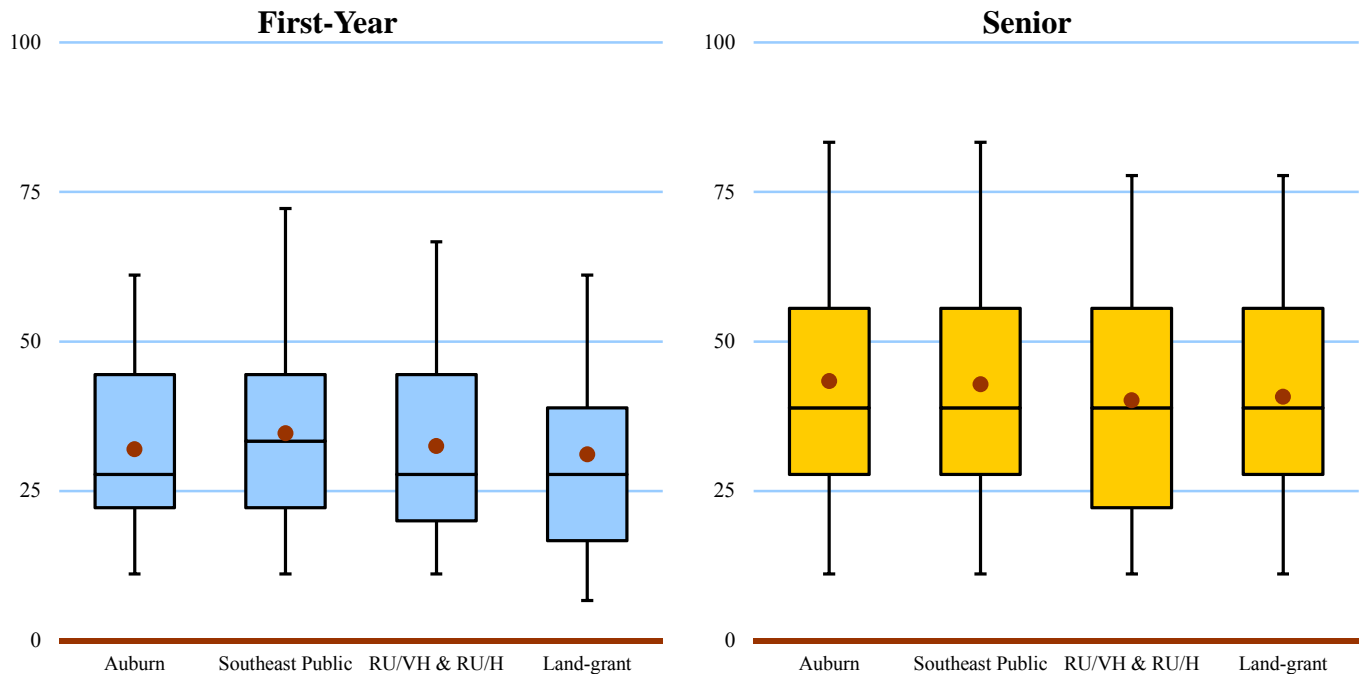 First-Year
100
75
50
25
0
Auburn
Southeast Public
RU/VH & RU/H
Land-grant
Senior
100
75
50
25
0
Auburn
Southeast Public
RU/VH & RU/H
Land-grant